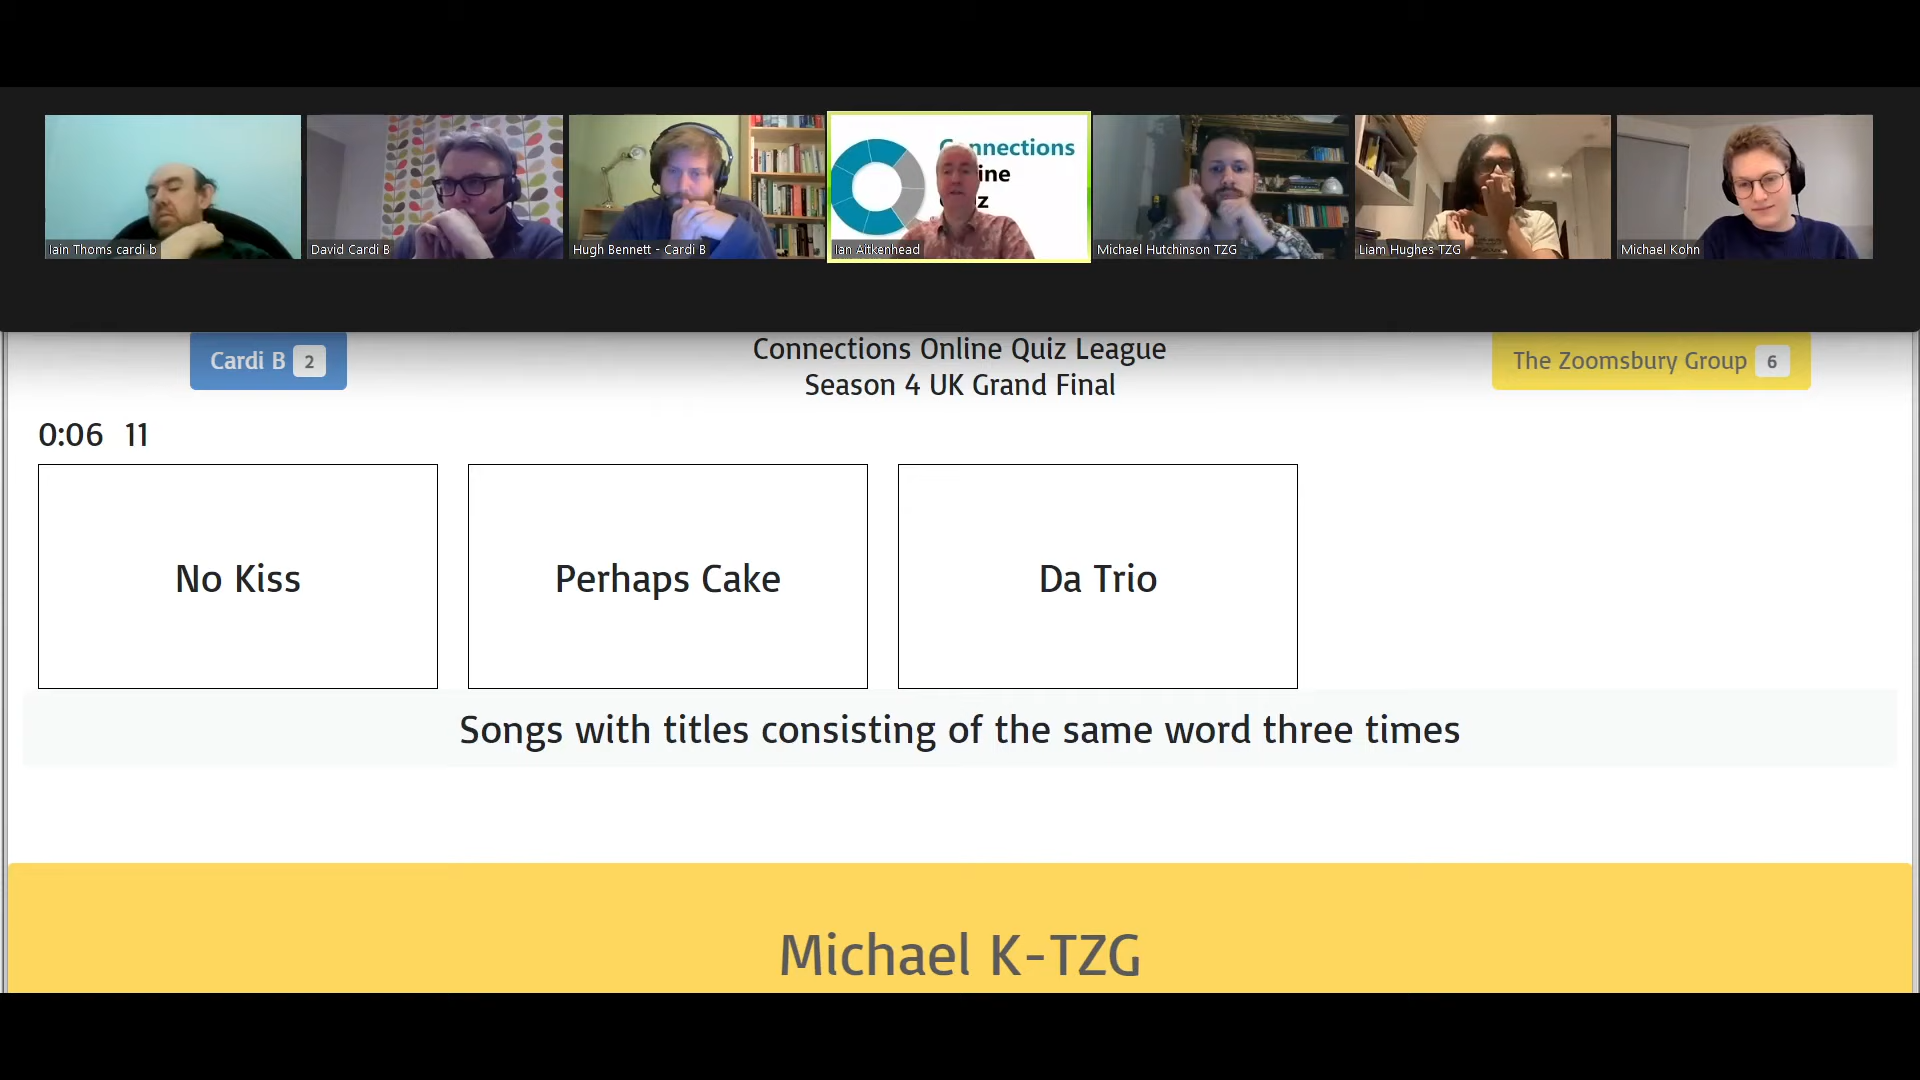 Connections
ine
z
Iain Thoms cardi b
David Cardi B
Hugh Bennett - Cardi B
Ian Aitkenhead
Michael Hutchinson TZG
Liam Hughes TZG
Michael Kohn
Cardi B 2
Connections Online Quiz League
Season 4 UK Grand Final
The Zoomsbury Group 6
0:06 11
No Kiss
Perhaps Cake
Da Trio
Songs with titles consisting of the same word three times
Michael K-TZG